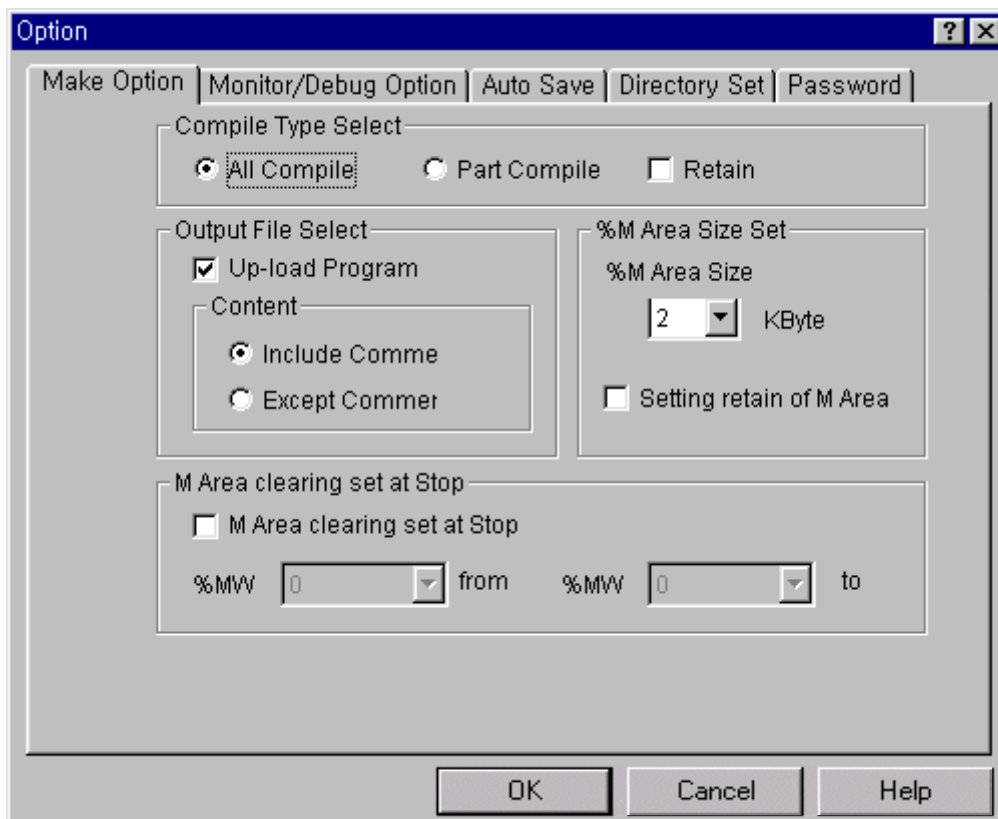 Option
Make Option Monitor/Debug Option Auto Save Directory Set Password
Compile Type Select
All Compile Part Compile Retain
Output File Select
Up-load Program
Content
Include Comme
Except Commer
%M Area Size Set
%M Area Size
2 KByte
Setting retain of M Area
M Area clearing set at Stop
M Area clearing set at Stop
%MW 0 from %MW 0 to
OK Cancel Help